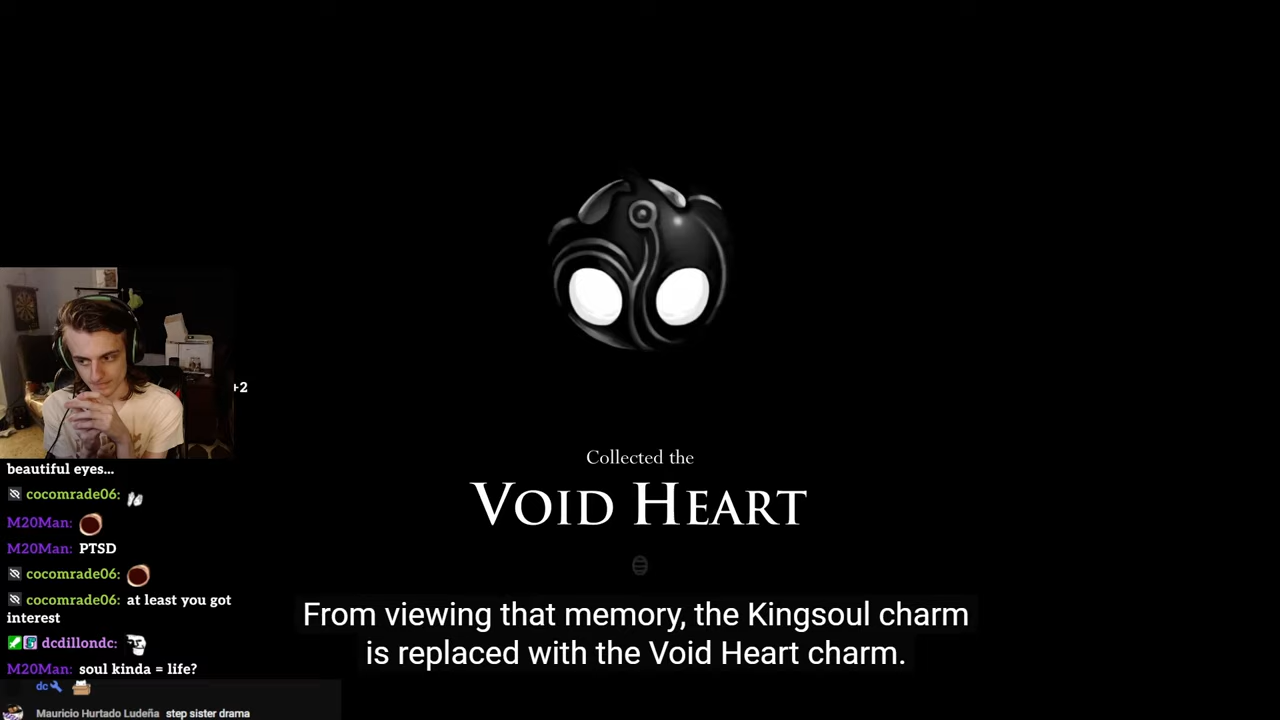 Collected the
VOID HEART
+2
beautiful eyes...
cocomrade06:
M20Man:
M20Man: PTSD
cocomrade06:
cocomrade06: at least you got
interest
dcdillondc:
M20Man: soul kinda = life?
dc
Mauricio Hurtado Ludeña step sister drama
From viewing that memory, the Kingsoul charm
is replaced with the Void Heart charm.